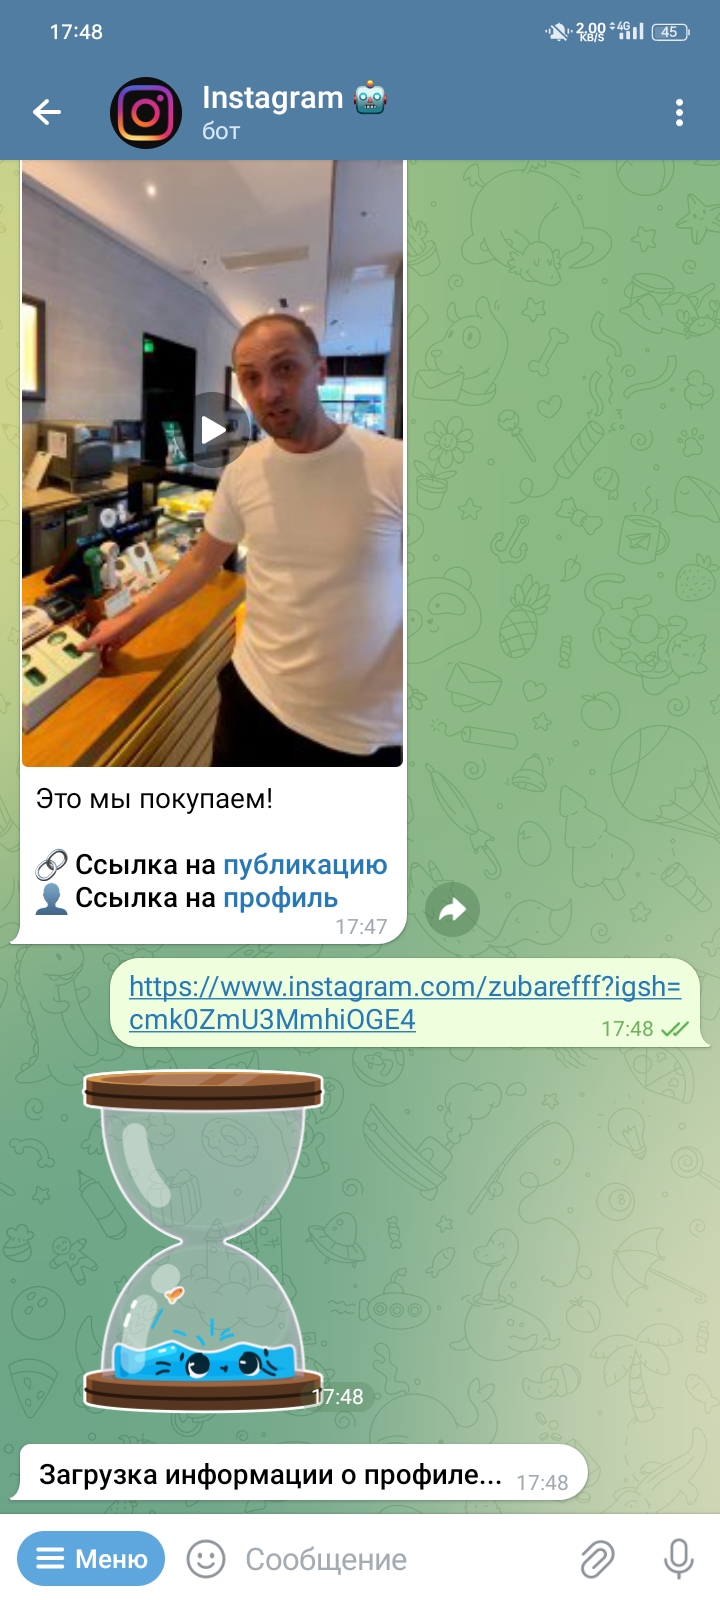 17:48
2,00
KB/S
4G
45
Instagram 🤖
бот
Это мы покупаем!
🔗 Ссылка на публикацию
👤 Ссылка на профиль
17:47
https://www.instagram.com/zubarefff?igsh=
cmk0ZmU3MmhiOGE4
17:48
17:48
Загрузка информации о профиле...
17:48
Меню
Сообщение